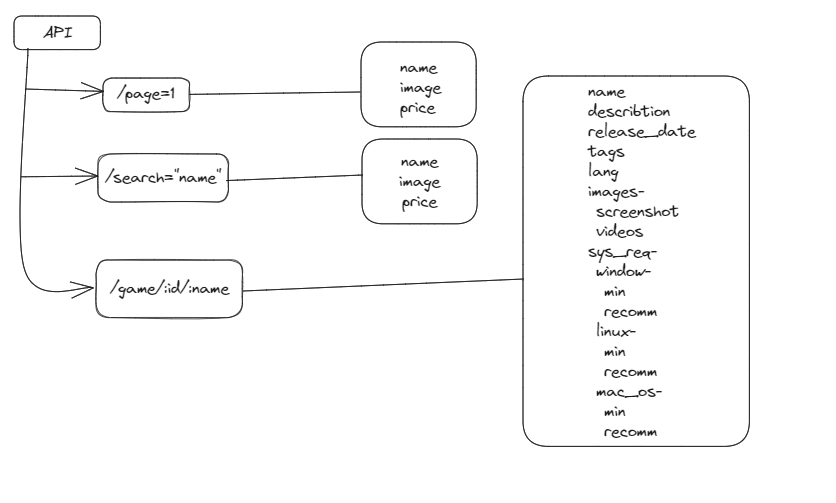 API
/page=1
name
image
price
/search="name"
name
image
price
/game/:id/:name
name
describtion
release_date
tags
lang
images-
screenshot
videos
sys_req-
window-
min
recomm
linux-
min
recomm
mac_os-
min
recomm